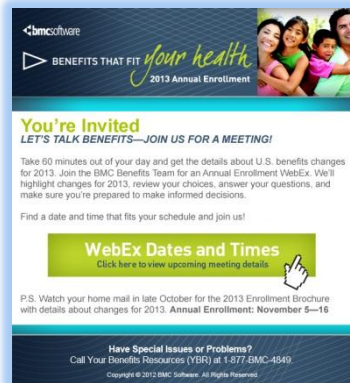 bmcsoftware
BENEFITS THAT FIT your health
2013 Annual Enrollment
You're Invited
LET'S TALK BENEFITS—JOIN US FOR A MEETING!
Take 60 minutes out of your day and get the details about U.S. benefits changes
for 2013. Join the BMC Benefits Team for an Annual Enrollment WebEx. We'll
highlight changes for 2013, review your choices, answer your questions, and
make sure you're prepared to make informed decisions.
Find a date and time that fits your schedule and join us!
WebEx Dates and Times
Click here to view upcoming meeting details
P.S. Watch your home mail in late October for the 2013 Enrollment Brochure
with details about changes for 2013. Annual Enrollment: November 5—16
Have Special Issues or Problems?
Call Your Benefits Resources (YBR) at 1-877-BMC-4849.
Copyright © 2012 BMC Software. All Rights Reserved.